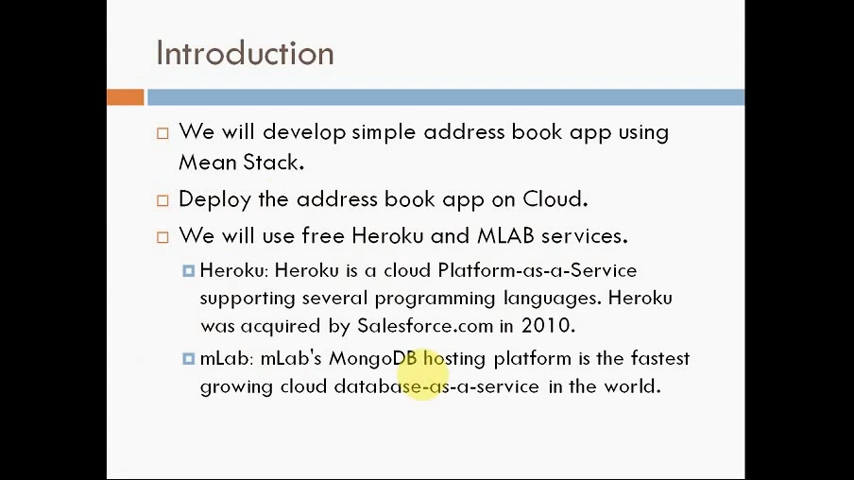 Introduction
We will develop simple address book app using
Mean Stack.
Deploy the address book app on Cloud.
We will use free Heroku and MLAB services.
Heroku: Heroku is a cloud Platform-as-a-Service
supporting several programming languages. Heroku
was acquired by Salesforce.com in 2010.
mLab: mLab's MongoDB hosting platform is the fastest
growing cloud database-as-a-service in the world.